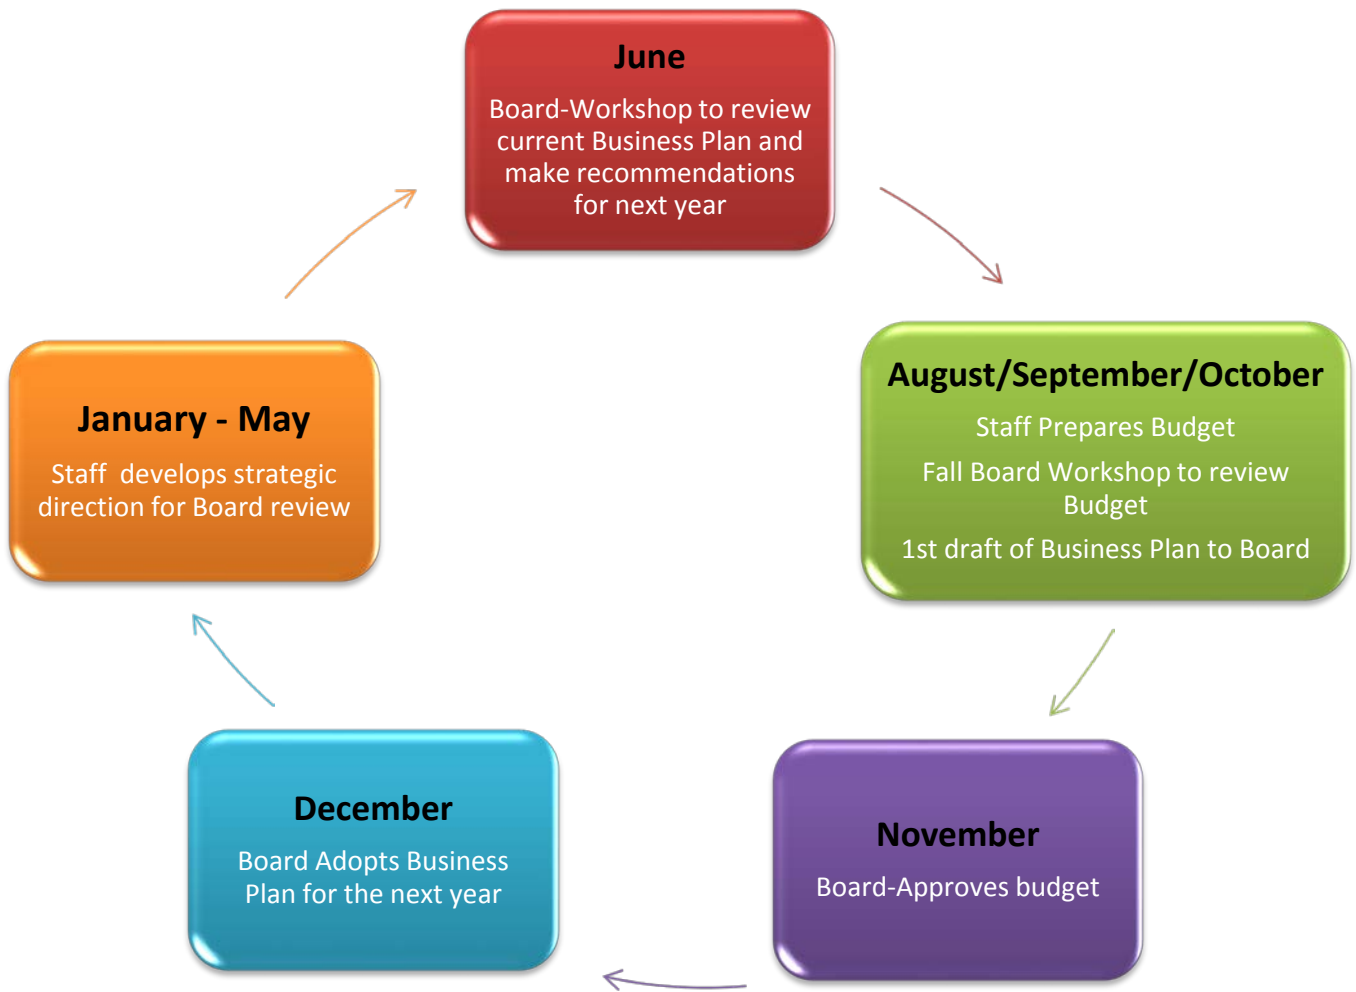 June
Board-Workshop to review
current Business Plan and
make recommendations
for next year
August/September/October
Staff Prepares Budget
Fall Board Workshop to review
Budget
1st draft of Business Plan to Board
November
Board-Approves budget
December
Board Adopts Business
Plan for the next year
January - May
Staff  develops strategic
direction for Board review